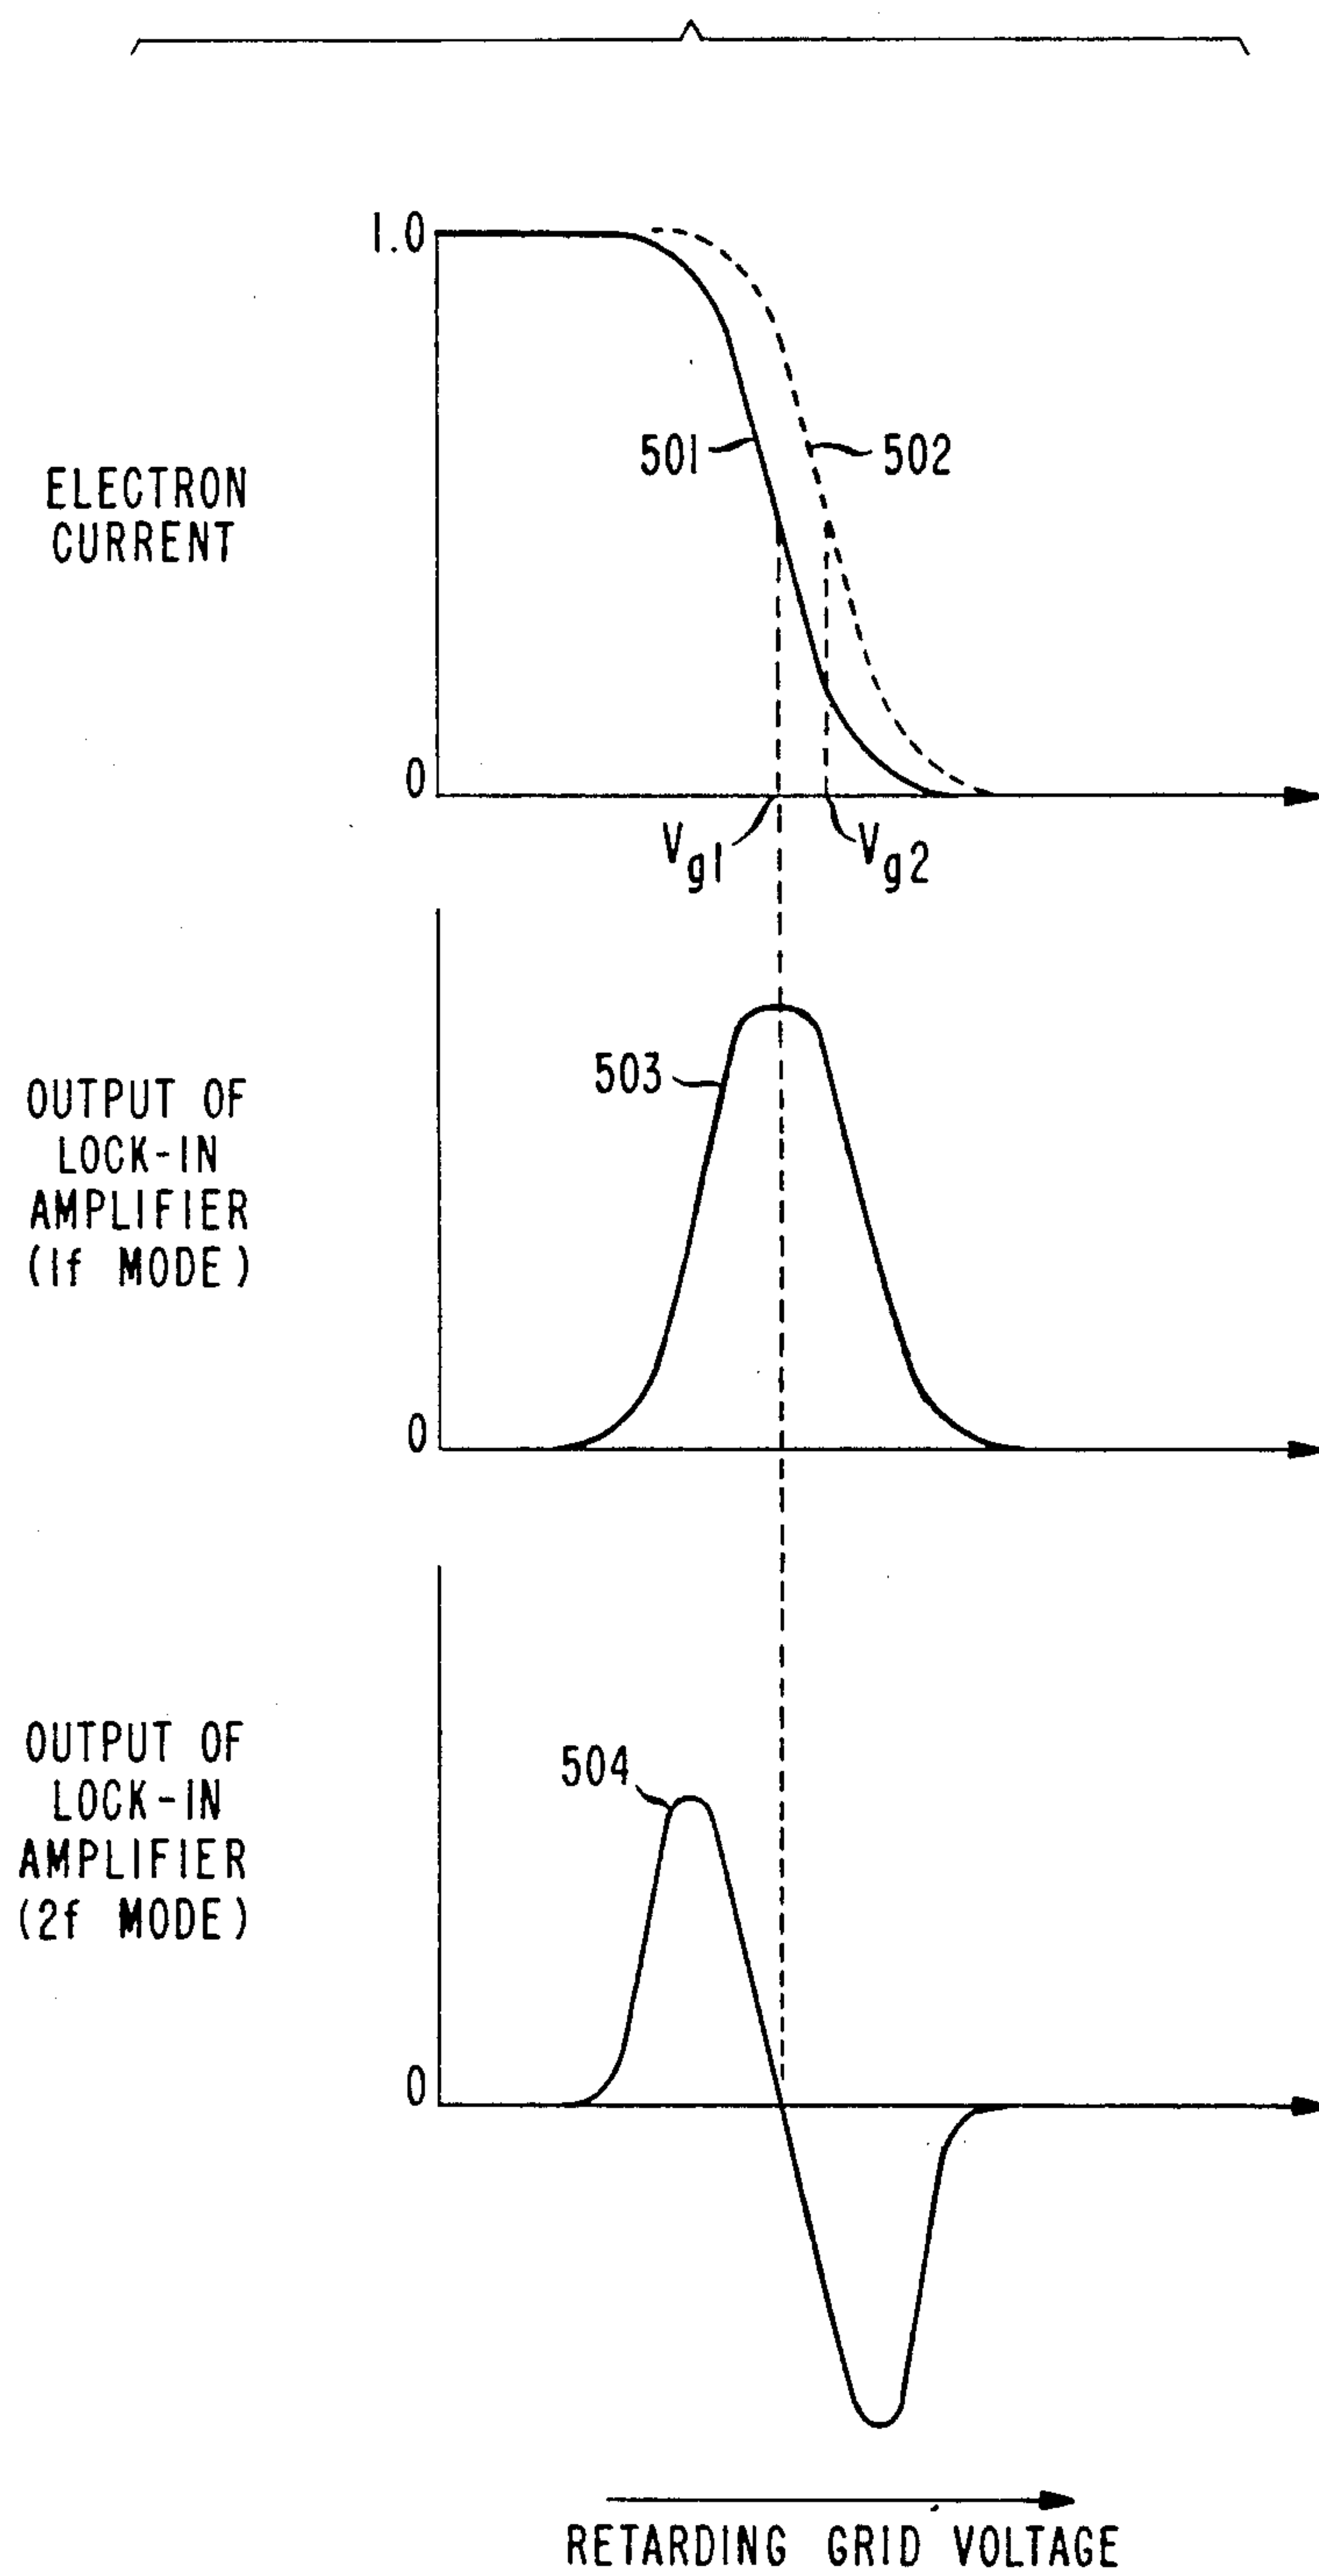 1.0
501
502
ELECTRON
CURRENT
0
Vg1
Vg2
503
OUTPUT OF
LOCK-IN
AMPLIFIER
(1f MODE)
0
504
OUTPUT OF
LOCK-IN
AMPLIFIER
(2f MODE)
0
RETARDING GRID VOLTAGE